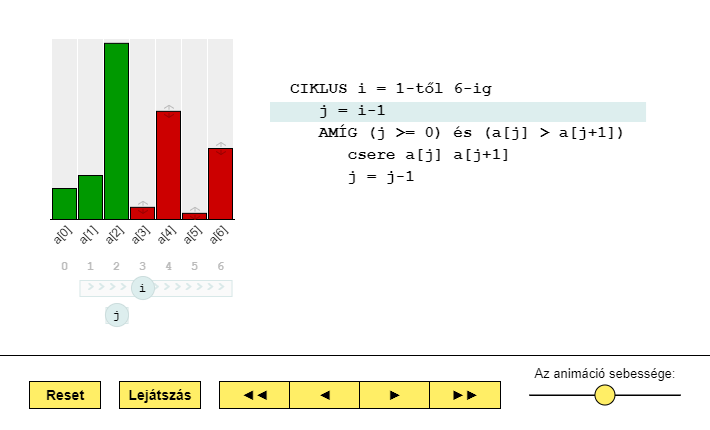 CIKLUS i = 1-től 6-ig
j = i-1
AMÍG (j >= 0) és (a[j] > a[j+1])
csere a[j] a[j+1]
j = j-1
a[0] a[1] a[2] a[3] a[4] a[5] a[6]
0 1 2 3 4 5 6
i
j
Az animáció sebessége:
Reset Lejátszás